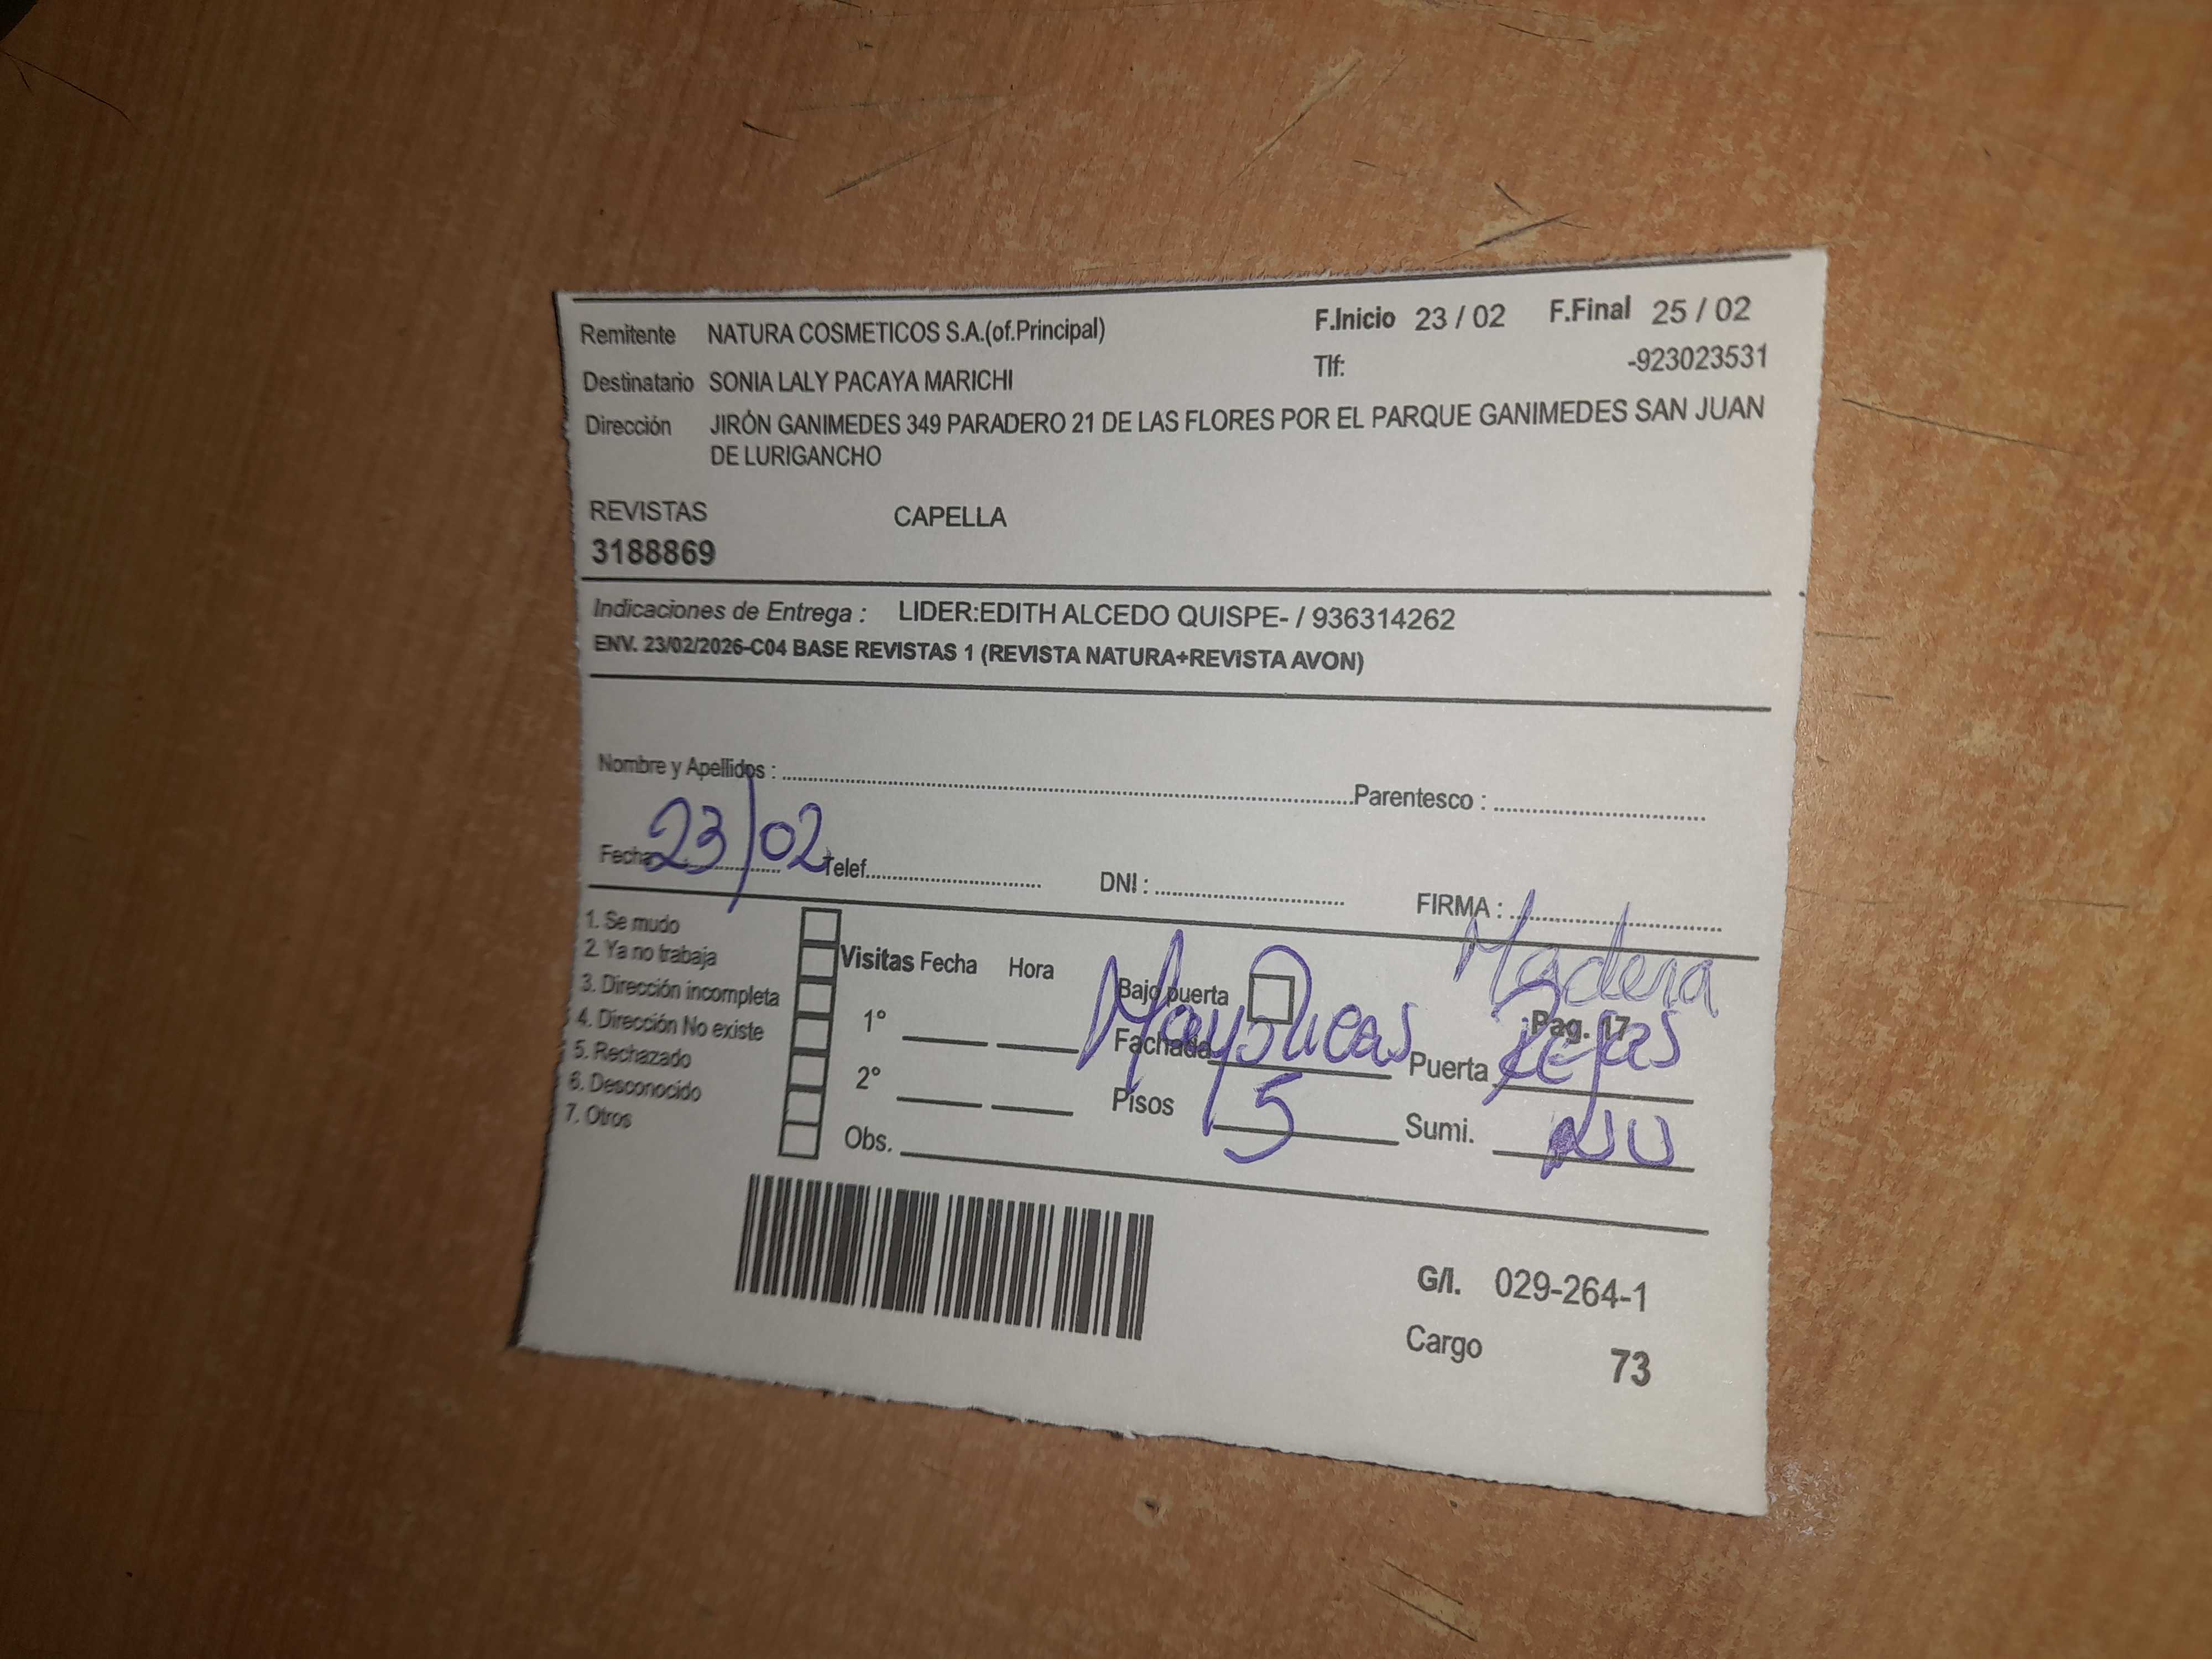 Remitente NATURA COSMETICOS S.A.(of.Principal) F.Inicio 23 / 02 F.Final 25 / 02
Tlf: -923023531
Destinatario SONIA LALY PACAYA MARICHI
Dirección JIRÓN GANIMEDES 349 PARADERO 21 DE LAS FLORES POR EL PARQUE GANIMEDES SAN JUAN
DE LURIGANCHO
REVISTAS CAPELLA
3188869
Indicaciones de Entrega : LIDER:EDITH ALCEDO QUISPE- / 936314262
ENV. 23/02/2026-C04 BASE REVISTAS 1 (REVISTA NATURA+REVISTA AVON)
Nombre y Apellidos : Parentesco :
Fecha 23/02 Telef. DNI : FIRMA :
1. Se mudo
2. Ya no trabaja
3. Dirección incompleta
4. Dirección No existe
5. Rechazado
6. Desconocido
7. Otros
Visitas Fecha Hora
1°
2°
Obs.
Bajo puerta Madera
Pag. 17
Fachada Mayolicas Puerta Rejas
Pisos 5 Sumi. NU
G/I. 029-264-1
Cargo 73